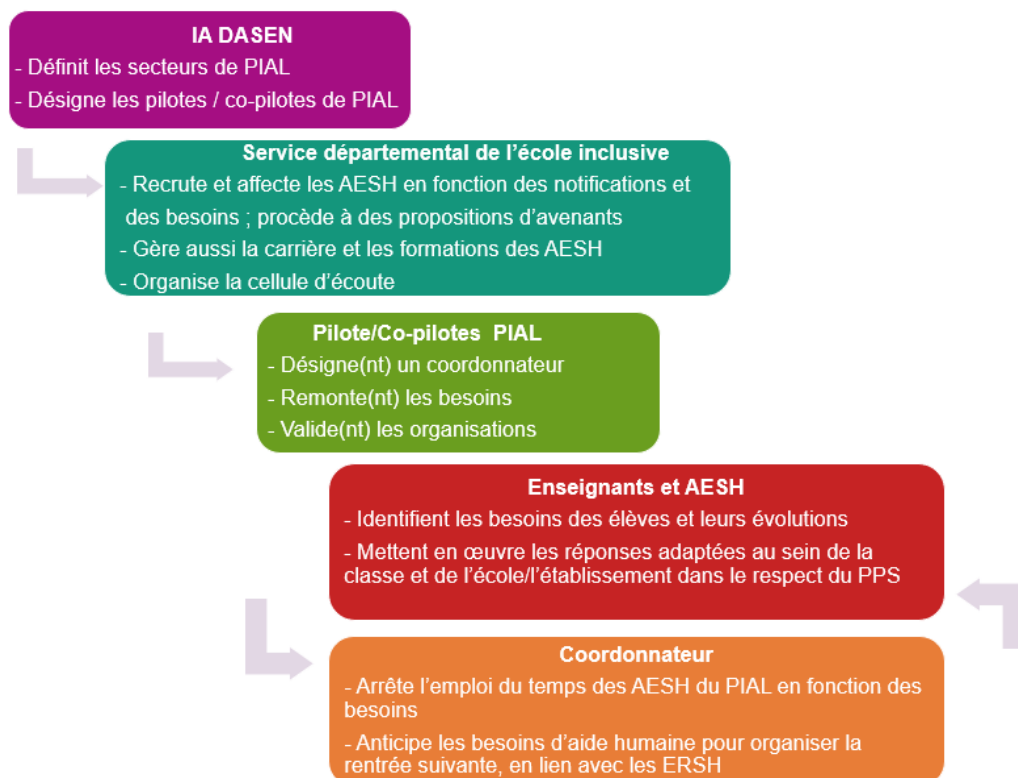 IA DASEN
- Définit les secteurs de PIAL
- Désigne les pilotes / co-pilotes de PIAL
Service départemental de l’école inclusive
- Recrute et affecte les AESH en fonction des notifications et
des besoins ; procède à des propositions d’avenants
- Gère aussi la carrière et les formations des AESH
- Organise la cellule d’écoute
Pilote/Co-pilotes PIAL
- Désigne(nt) un coordonnateur
- Remonte(nt) les besoins
- Valide(nt) les organisations
Enseignants et AESH
- Identifient les besoins des élèves et leurs évolutions
- Mettent en œuvre les réponses adaptées au sein de la
classe et de l’école/l’établissement dans le respect du PPS
Coordonnateur
- Arrête l’emploi du temps des AESH du PIAL en fonction des
besoins
- Anticipe les besoins d’aide humaine pour organiser la
rentrée suivante, en lien avec les ERSH